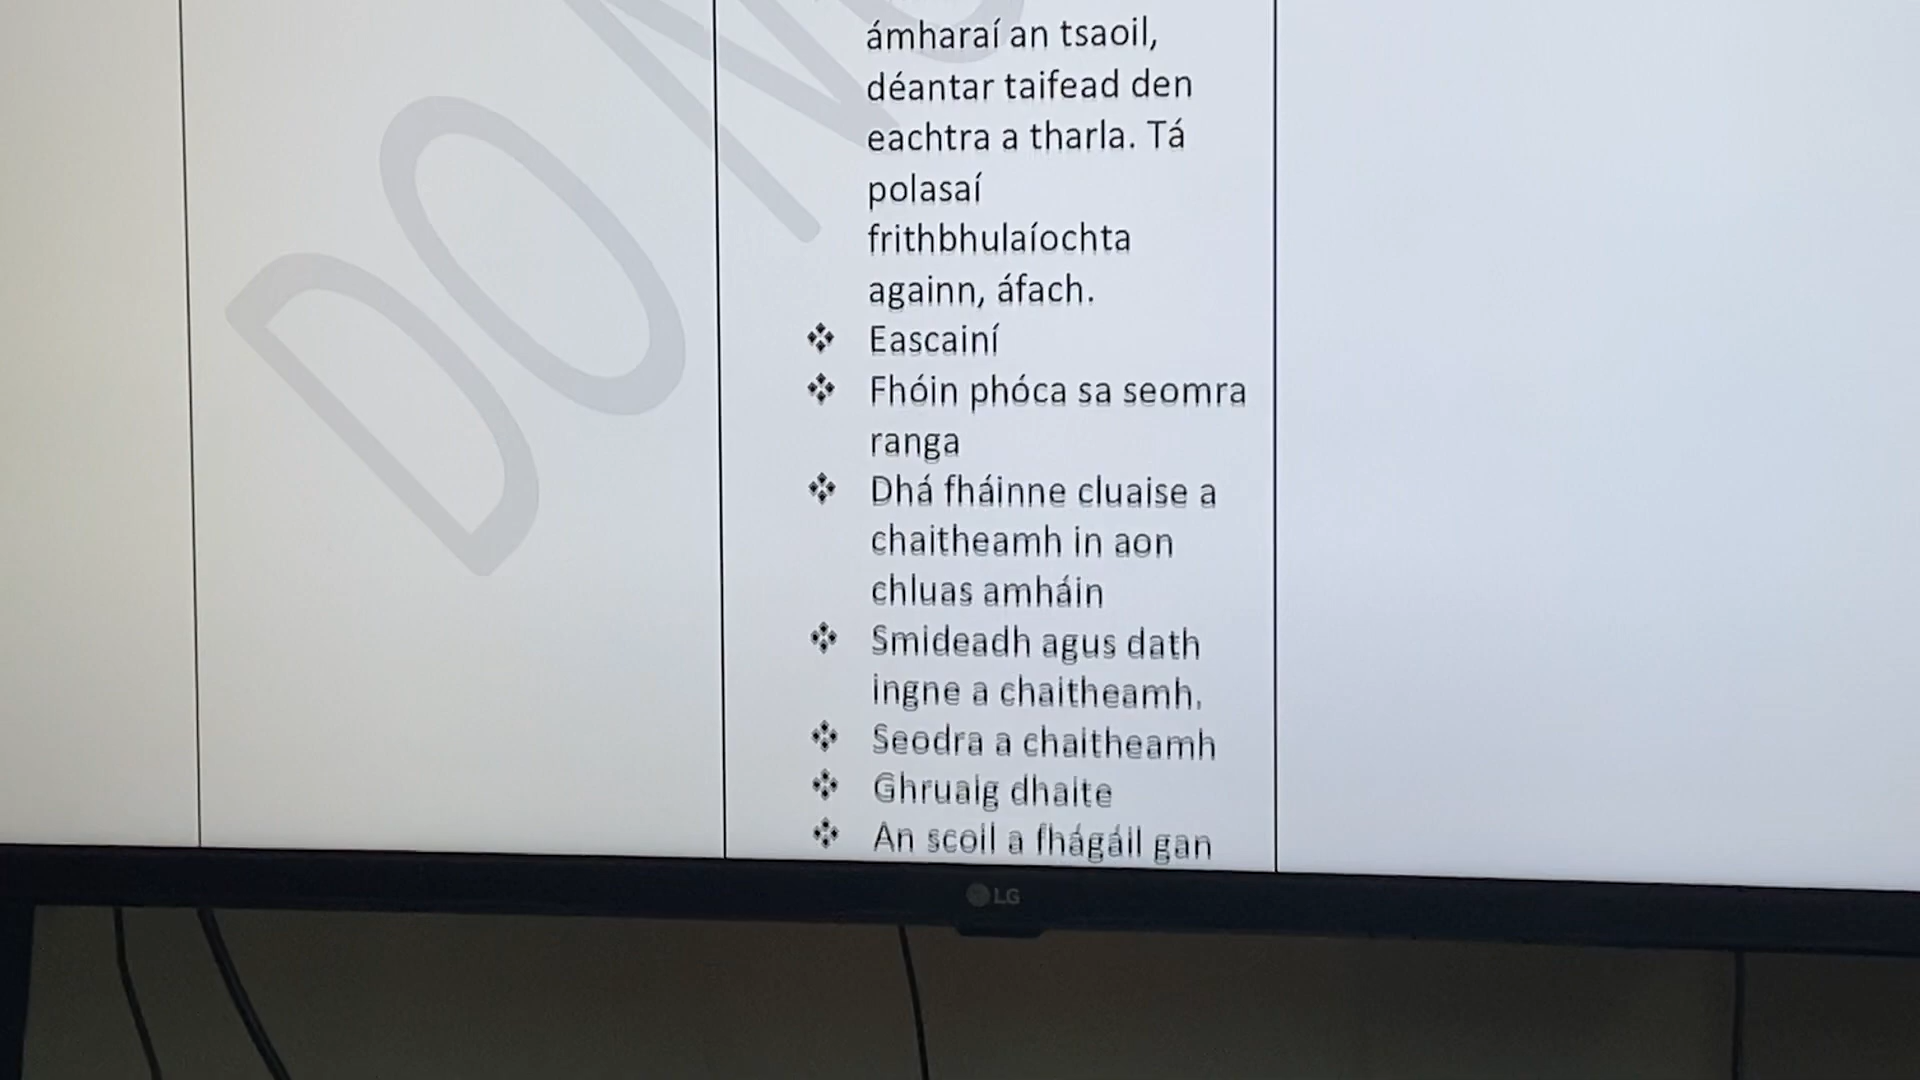 ámharaí an tsaoil,
déantar taifead den
eachtra a tharla. Tá
polasaí
frithbhulaíochta
againn, áfach.
❖ Eascainí
❖ Fhóin phóca sa seomra
ranga
❖ Dhá fháinne cluaise a
chaitheamh in aon
chluas amháin
❖ Smideadh agus dath
ingne a chaitheamh.
❖ Seodra a chaitheamh
❖ Ghruaig dhaite
❖ An scoil a fhágáil gan
DO
LG